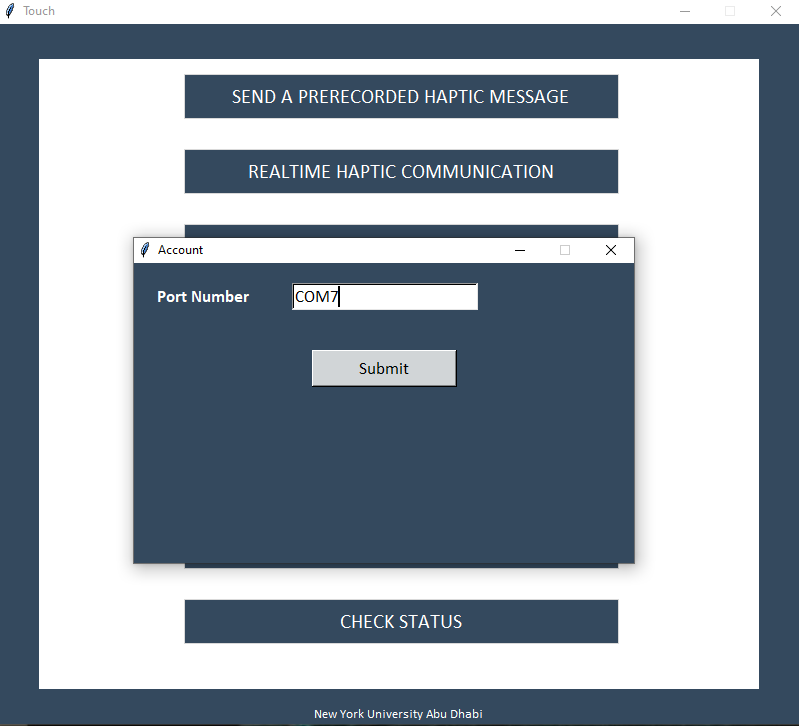 Touch
SEND A PRERECORDED HAPTIC MESSAGE
REALTIME HAPTIC COMMUNICATION
Account
Port Number COM7
Submit
CHECK STATUS
New York University Abu Dhabi